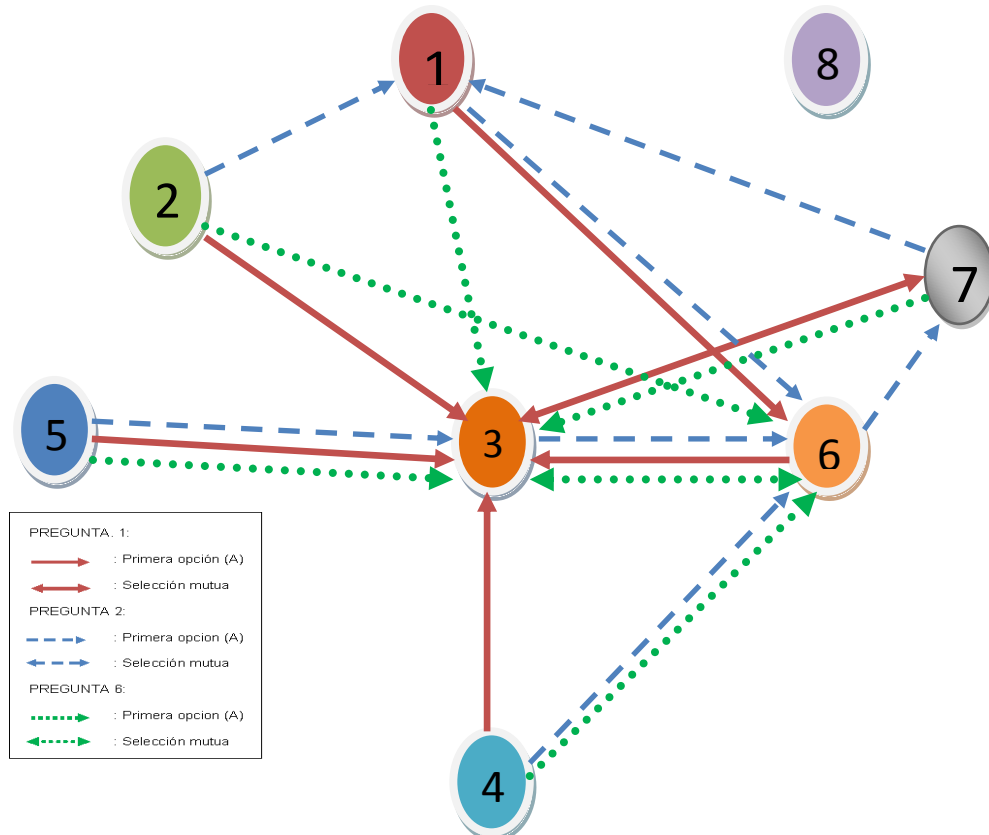 1
8
2
7
5
3
6
PREGUNTA. 1:
: Primera opción (A)
: Selección mutua
PREGUNTA 2:
: Primera opcion (A)
: Selección mutua
PREGUNTA 6:
: Primera opcion (A)
: Selección mutua
4